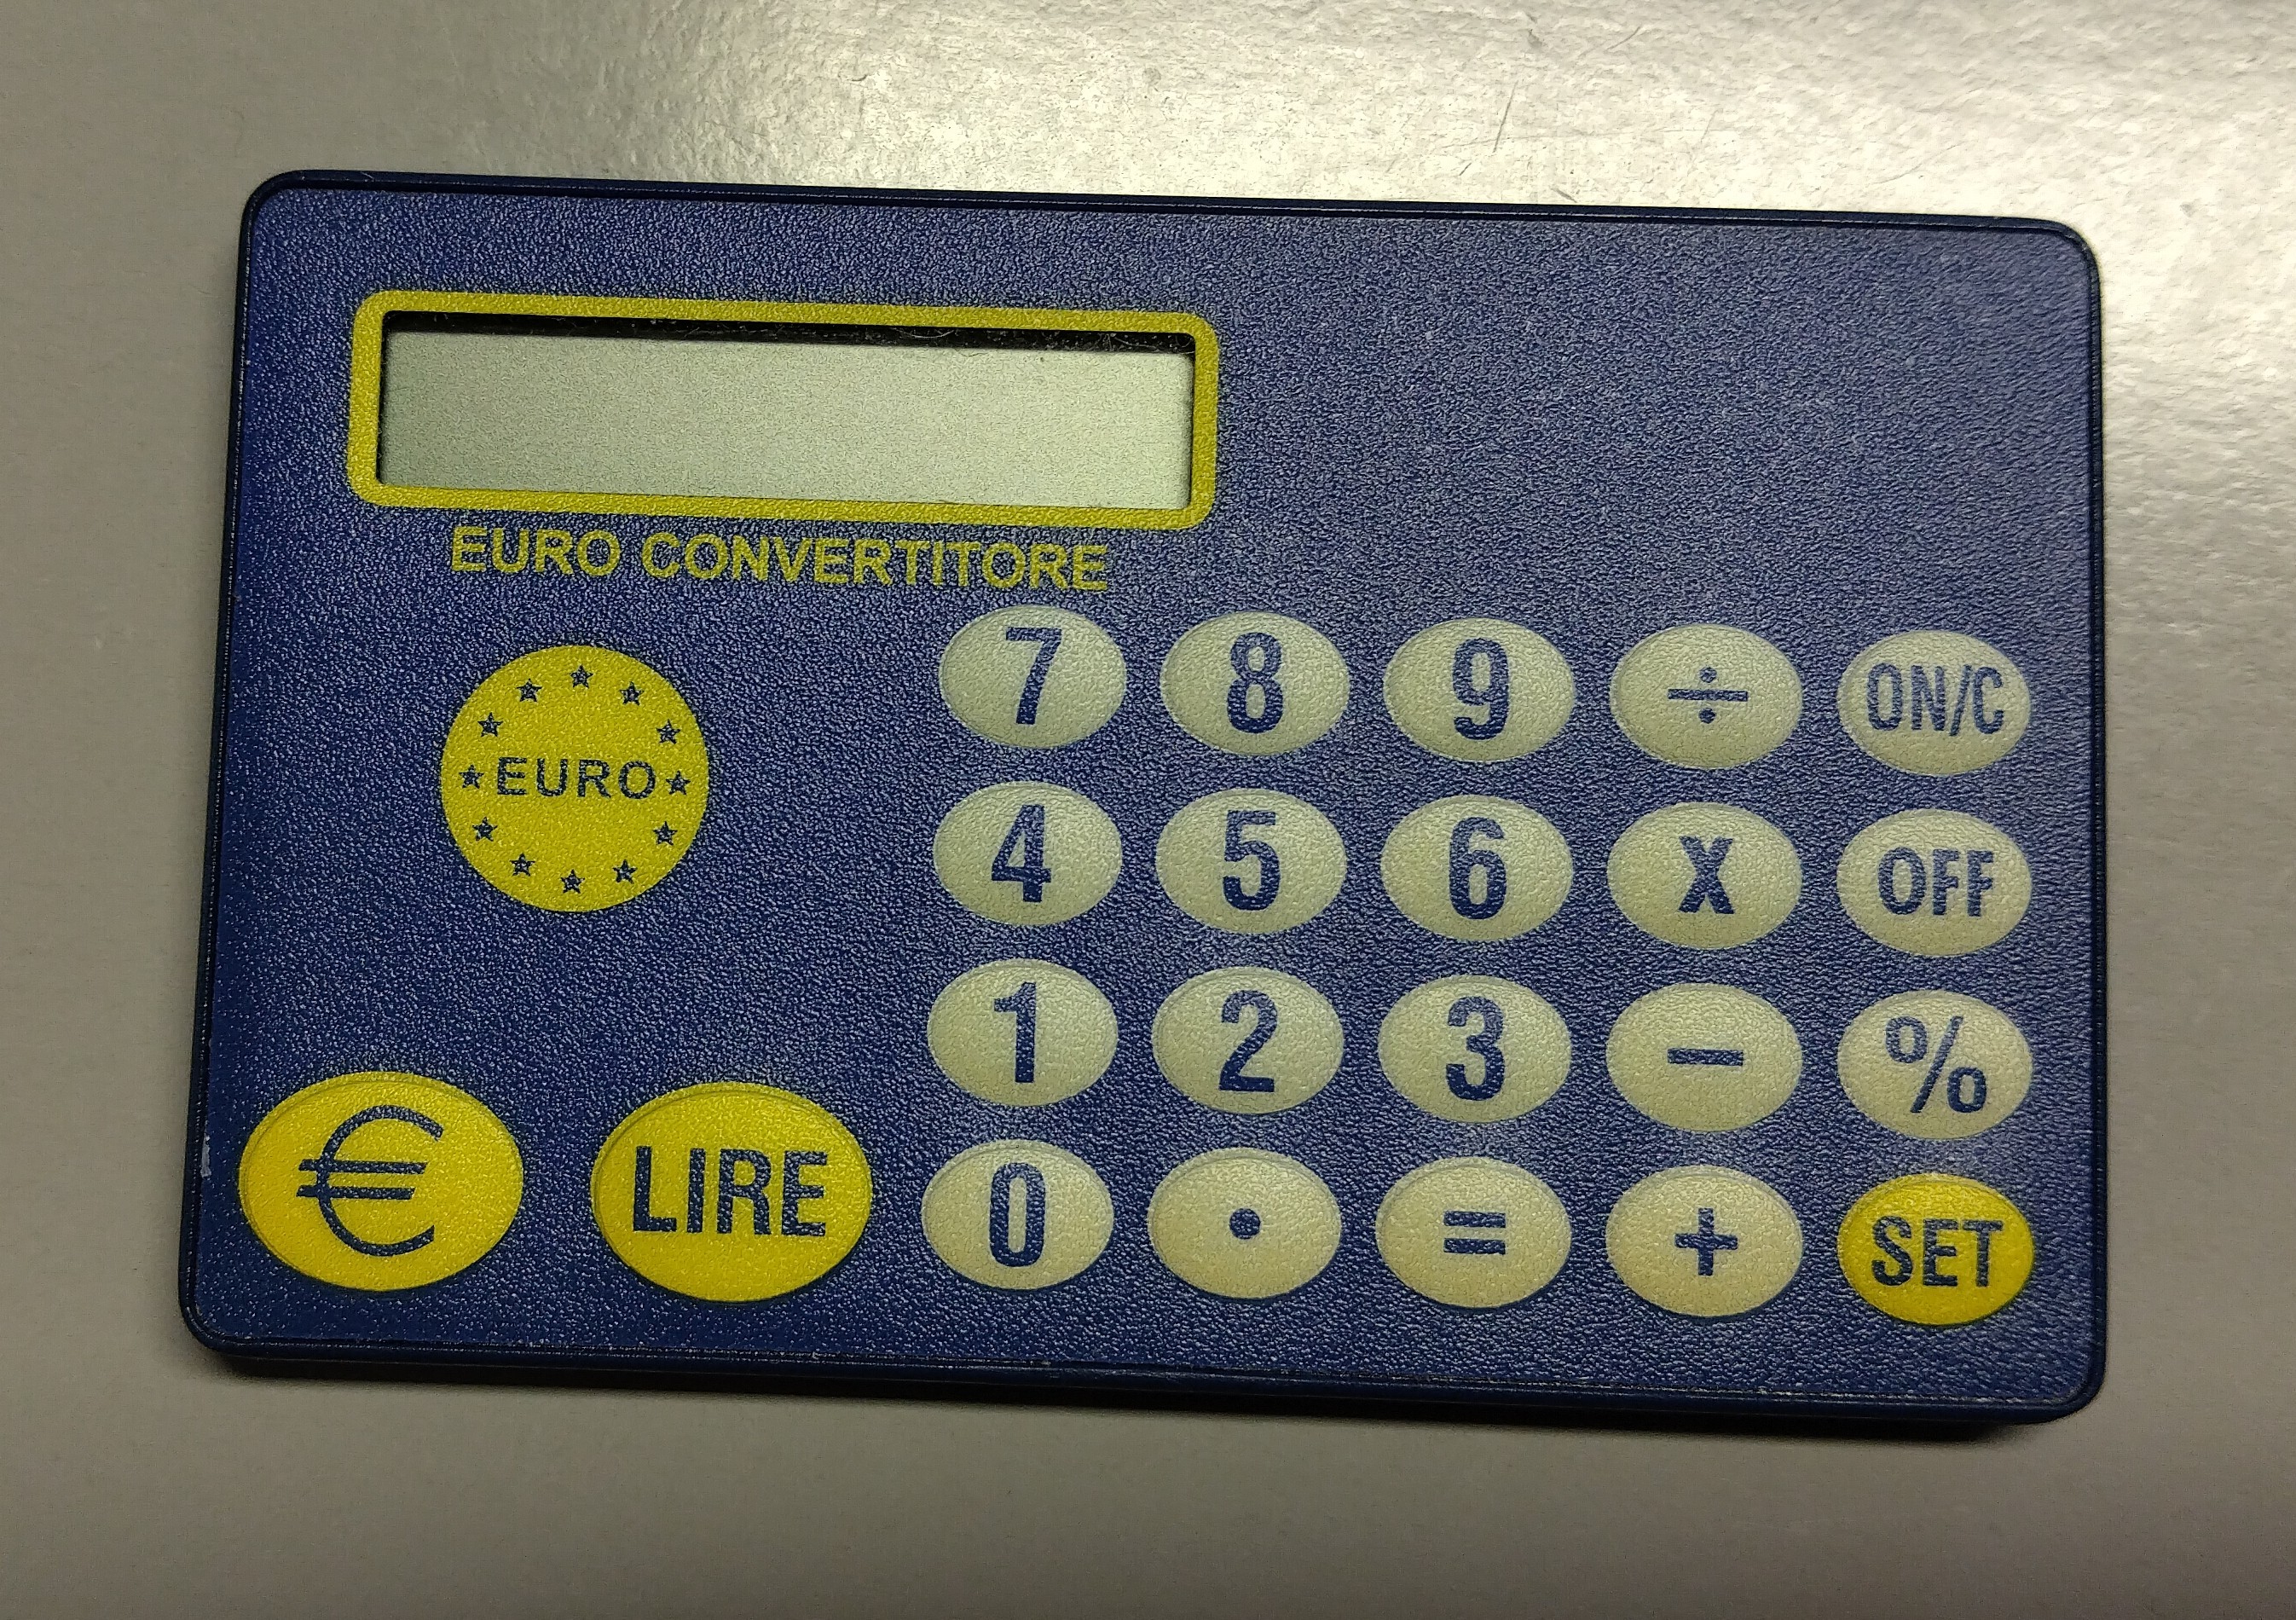 EURO CONVERTITORE
EURO
7 8 9 ÷ ON/C
4 5 6 X OFF
1 2 3 − %
€ LIRE 0 . = + SET